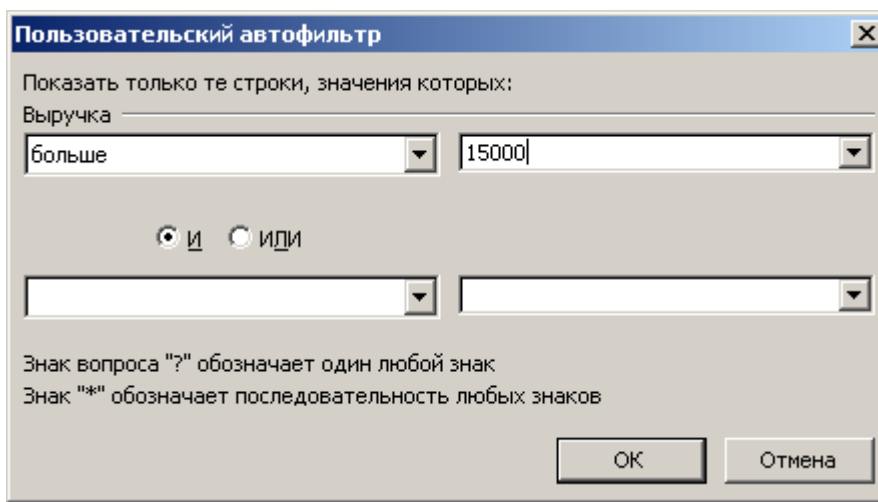 Пользовательский автофильтр
Показать только те строки, значения которых:
Выручка
больше 15000
И ИЛИ
Знак вопроса "?" обозначает один любой знак
Знак "*" обозначает последовательность любых знаков
ОК Отмена